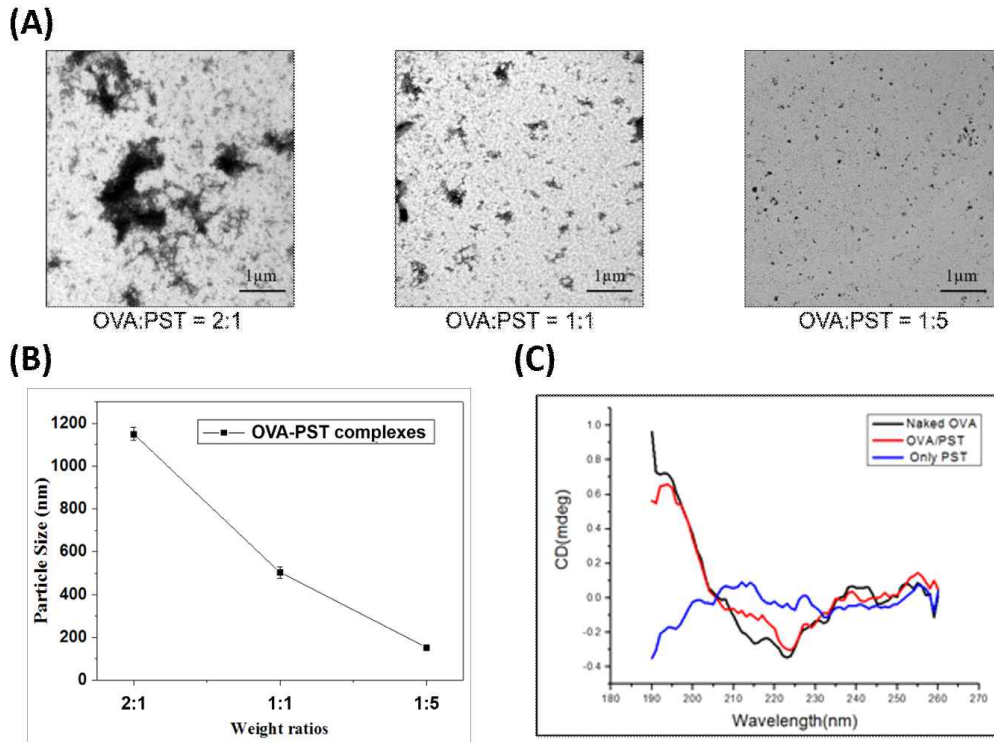 (A)
1μm
1μm
1μm
OVA:PST = 2:1
OVA:PST = 1:1
OVA:PST = 1:5
(B)
OVA-PST complexes
Particle Size (nm)
1200
1000
800
600
400
200
0
2:1
1:1
1:5
Weight ratios
(C)
Naked OVA
OVA/PST
Only PST
CD(mdeg)
1.0
0.8
0.6
0.4
0.2
0.0
-0.2
-0.4
180
190
200
210
220
230
240
250
260
270
Wavelength(nm)